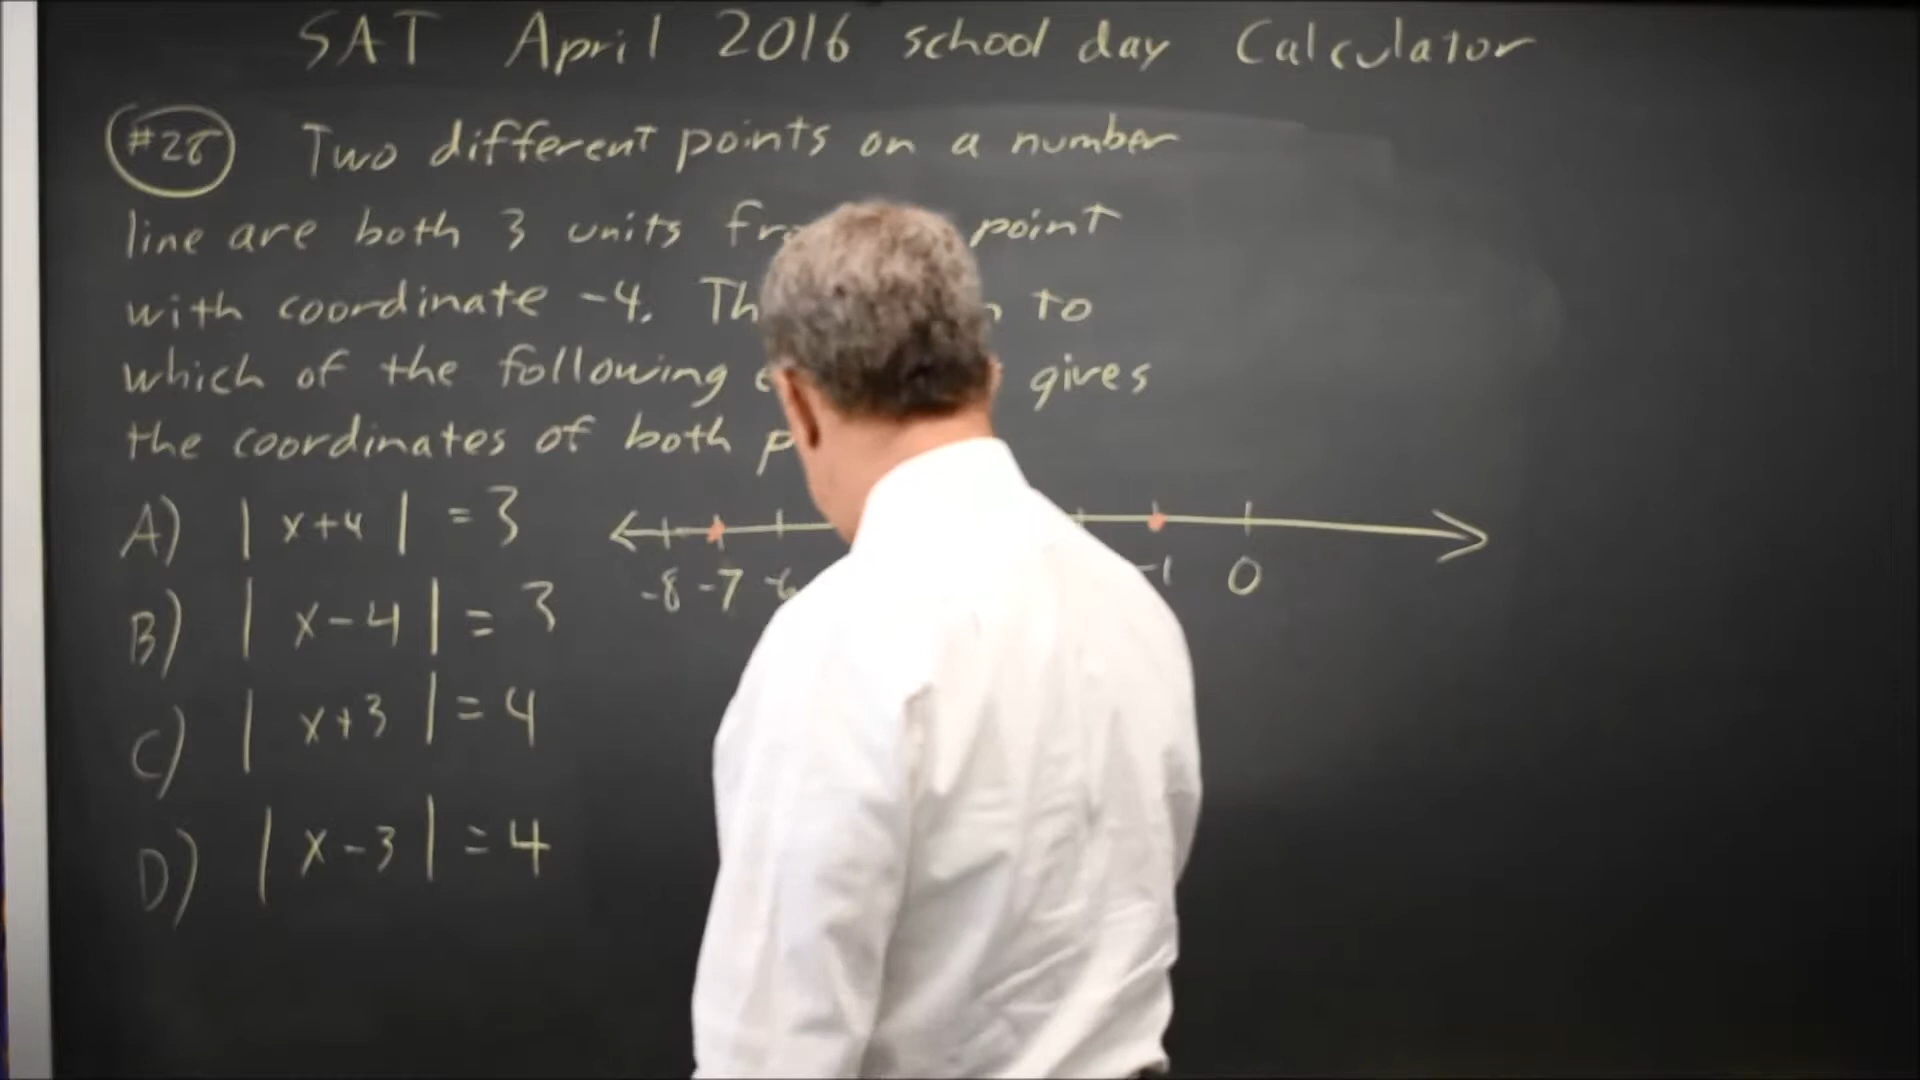 SAT April 2016 school day Calculator
#28 Two different points on a number
line are both 3 units point
with coordinate -4. to
which of the following gives
the coordinates of both
A) | x+4 | = 3
B) | x-4 | = 3
C) | x+3 | = 4
D) | x-3 | = 4
-8 -7 -6 -1 0